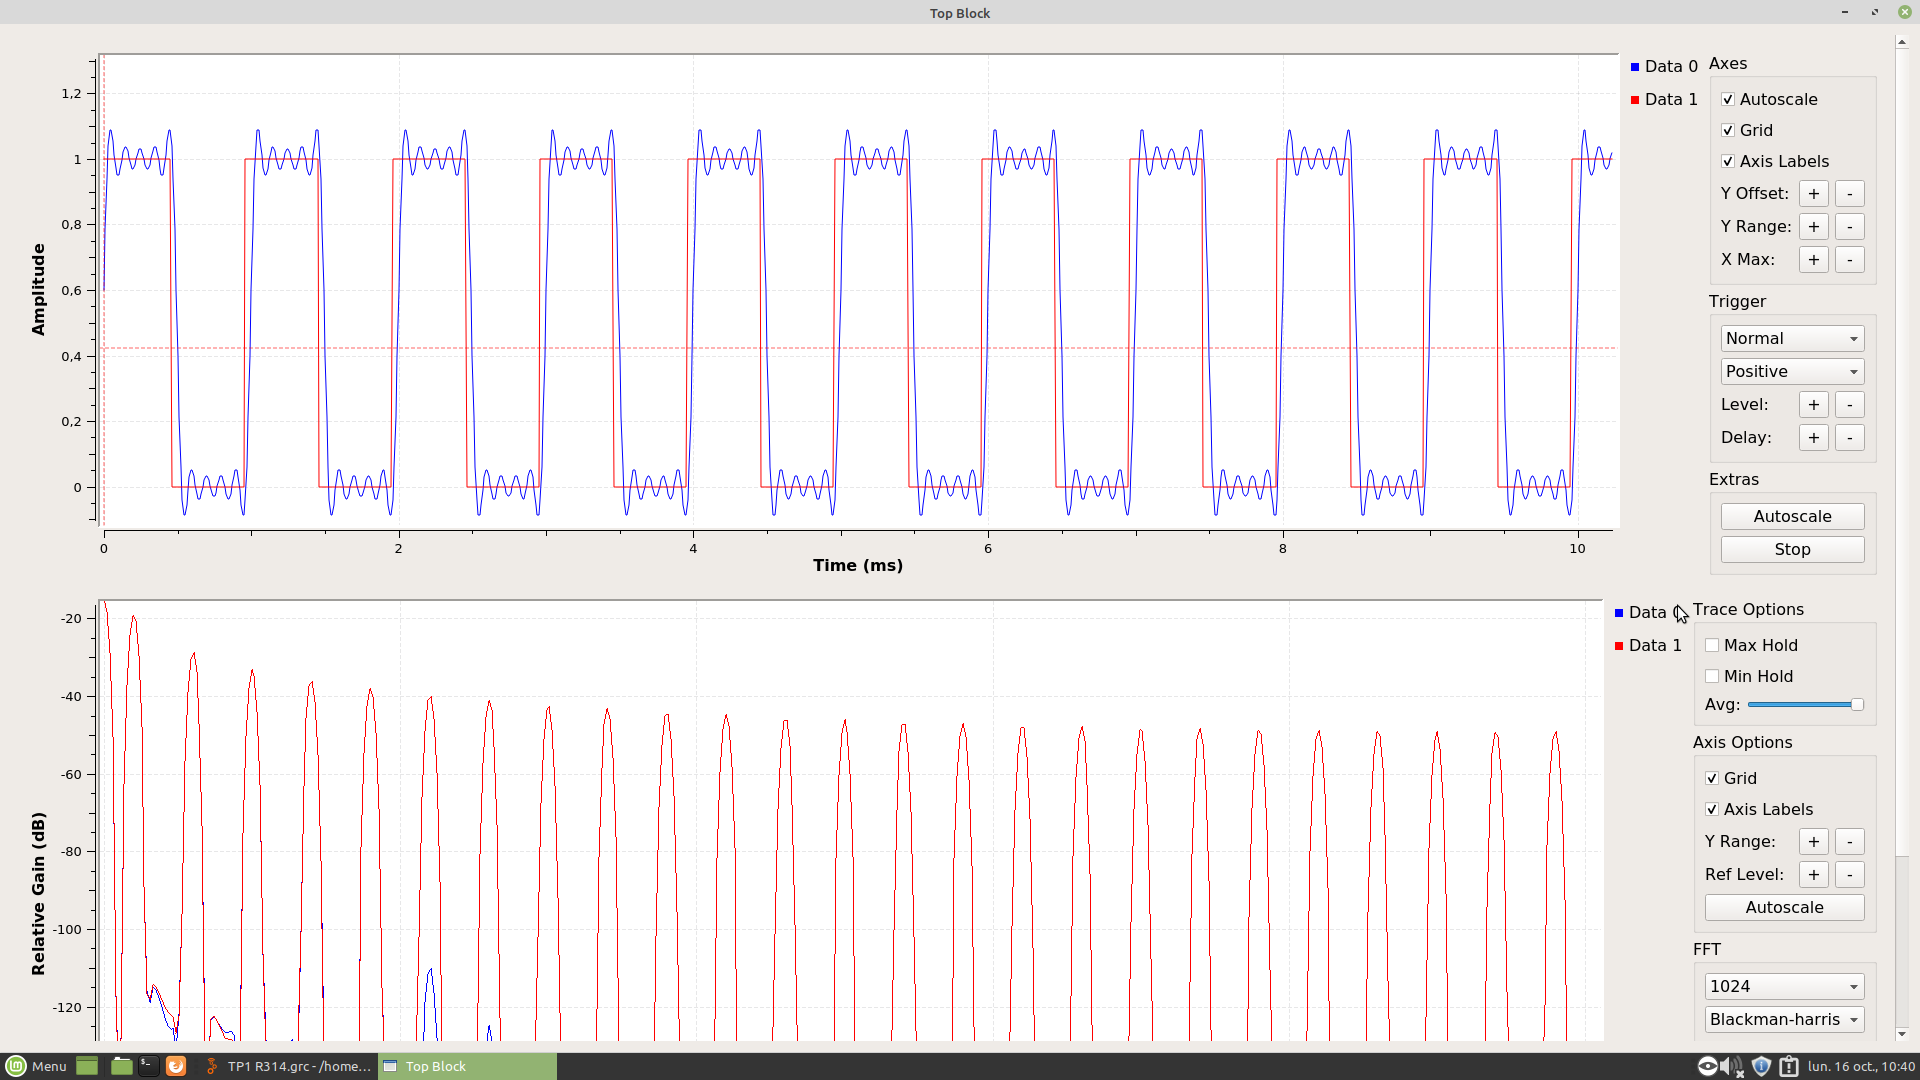 Top Block
Data 0
Data 1
1,2
1
0,8
0,6
0,4
0,2
0
Amplitude
0 2 4 6 8 10
Time (ms)
Axes
Autoscale
Grid
Axis Labels
Y Offset: + -
Y Range: + -
X Max: + -
Trigger
Normal
Positive
Level: + -
Delay: + -
Extras
Autoscale
Stop
-20
-40
-60
-80
-100
-120
Relative Gain (dB)
Data 0
Data 1
Trace Options
Max Hold
Min Hold
Avg:
Axis Options
Grid
Axis Labels
Y Range: + -
Ref Level: + -
Autoscale
FFT
1024
Blackman-harris
Menu TP1 R314.grc - /home... Top Block lun. 16 oct., 10:40